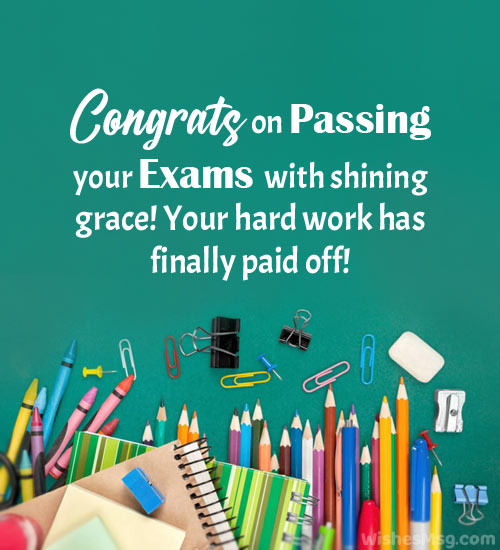 Congrats on Passing
your Exams with shining
grace! Your hard work has
finally paid off!
WishesMsg.com